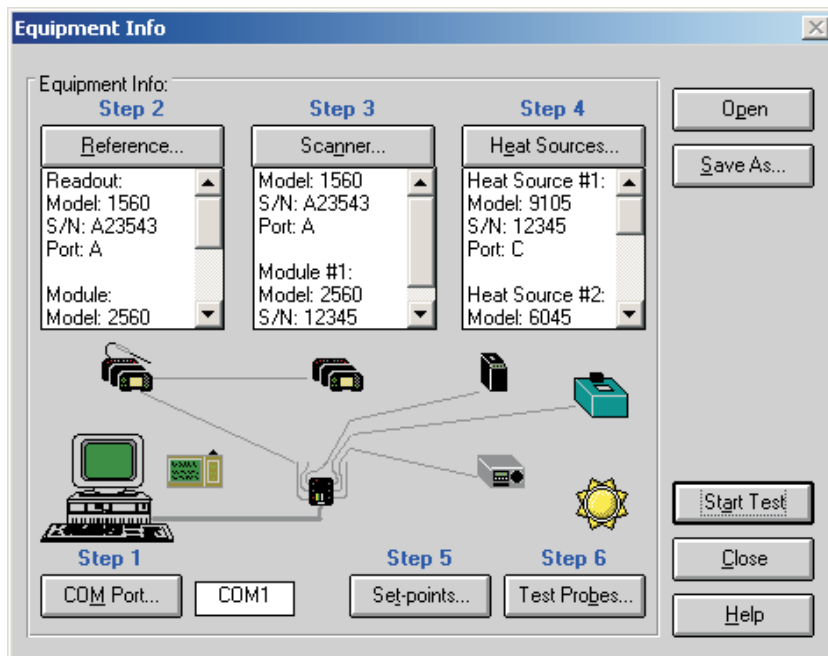 Equipment Info
Equipment Info:
Step 2
Step 3
Step 4
Reference...
Scanner...
Heat Sources...
Readout:
Model: 1560
S/N: A23543
Port: A
Module:
Model: 2560
Model: 1560
S/N: A23543
Port: A
Module #1:
Model: 2560
S/N: 12345
Heat Source #1:
Model: 9105
S/N: 12345
Port: C
Heat Source #2:
Model: 6045
Step 1
Step 5
Step 6
COM Port...
COM1
Set-points...
Test Probes...
Open
Save As...
Start Test
Close
Help